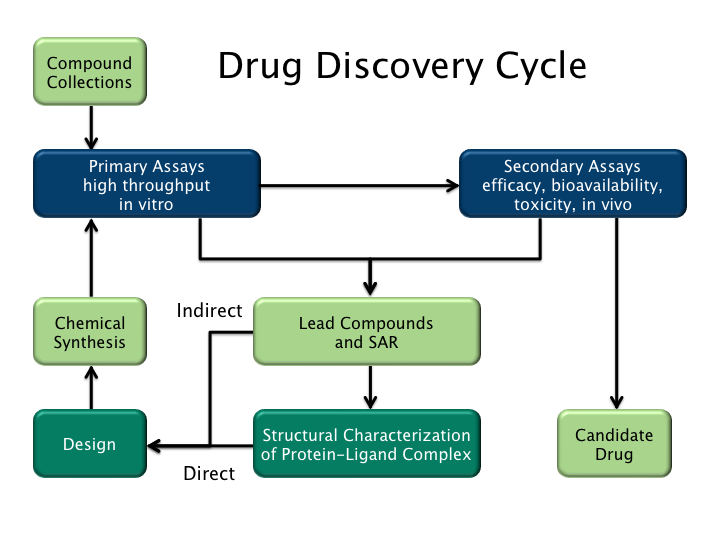 Drug Discovery Cycle
Compound
Collections
Primary Assays
high throughput
in vitro
Secondary Assays
efficacy, bioavailability,
toxicity, in vivo
Indirect
Chemical
Synthesis
Lead Compounds
and SAR
Design
Structural Characterization
of Protein-Ligand Complex
Candidate
Drug
Direct